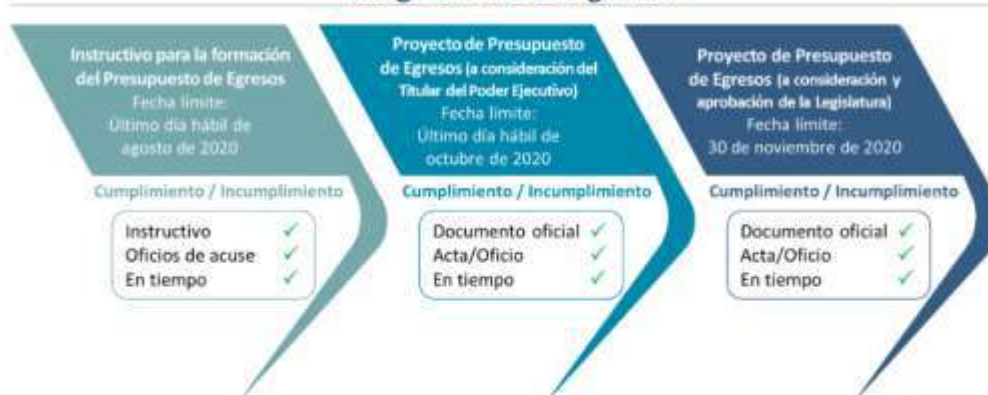 Instructivo para la formación
del Presupuesto de Egresos
Fecha límite:
Último día hábil de
agosto de 2020
Cumplimiento / Incumplimiento
Instructivo ✓
Oficios de acuse ✓
En tiempo ✓
Proyecto de Presupuesto
de Egresos (a consideración del
Titular del Poder Ejecutivo)
Fecha límite:
Último día hábil de
octubre de 2020
Cumplimiento / Incumplimiento
Documento oficial ✓
Acta/Oficio ✓
En tiempo ✓
Proyecto de Presupuesto
de Egresos (a consideración y
aprobación de la Legislatura)
Fecha límite:
30 de noviembre de 2020
Cumplimiento / Incumplimiento
Documento oficial ✓
Acta/Oficio ✓
En tiempo ✓